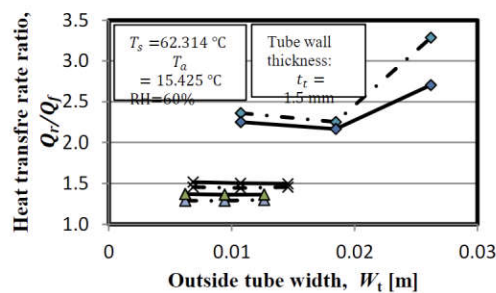 Heat transfre rate ratio,
Qr/Qf
3.5
3.0
2.5
2.0
1.5
1.0
Ts =62.314 °C
Ta
= 15.425 °C
RH=60%
Tube wall
thickness:
tt =
1.5 mm
0
0.01
0.02
0.03
Outside tube width, Wt [m]